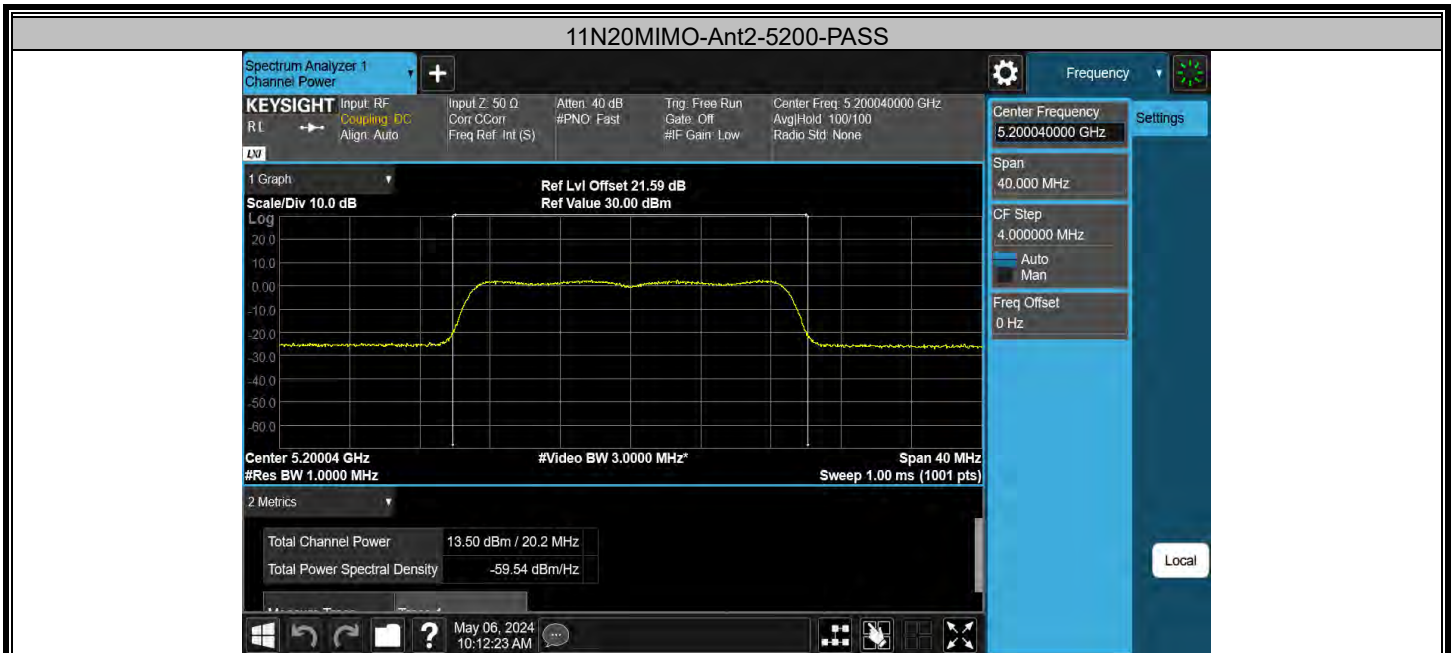 11N20MIMO-Ant2-5200-PASS
Spectrum Analyzer 1
Channel Power
Frequency
KEYSIGHT
RL
LXI
Input: RF
Coupling: DC
Align: Auto
Input Z: 50 Ω
Corr CCorr
Freq Ref: Int (S)
Atten: 40 dB
#PNO: Fast
Trig: Free Run
Gate: Off
#IF Gain: Low
Center Freq: 5.200040000 GHz
Avg|Hold: 100/100
Radio Std: None
Center Frequency
5.200040000 GHz
Settings
Span
40.000 MHz
CF Step
4.000000 MHz
Auto
Man
Freq Offset
0 Hz
Local
1 Graph
Scale/Div 10.0 dB
Ref Lvl Offset 21.59 dB
Ref Value 30.00 dBm
Log
20.0
10.0
0.00
-10.0
-20.0
-30.0
-40.0
-50.0
-60.0
Center 5.20004 GHz
#Video BW 3.0000 MHz*
Span 40 MHz
#Res BW 1.0000 MHz
Sweep 1.00 ms (1001 pts)
2 Metrics
Total Channel Power 13.50 dBm / 20.2 MHz
Total Power Spectral Density -59.54 dBm/Hz
?
May 06, 2024
10:12:23 AM